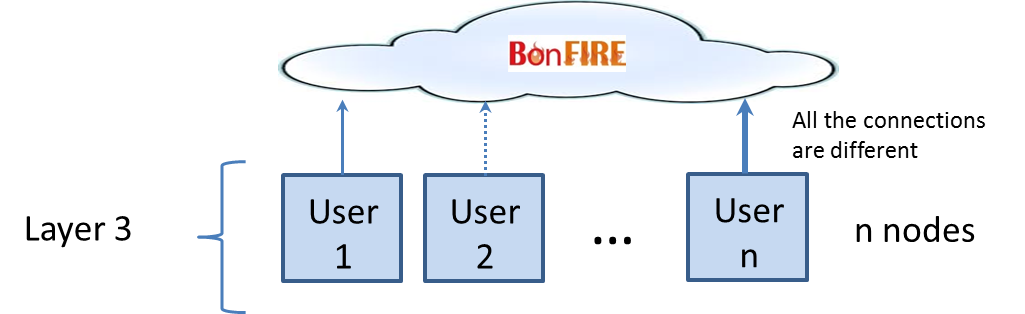 BonFIRE
All the connections
are different
Layer 3
User
1
User
2
...
User
n
n nodes